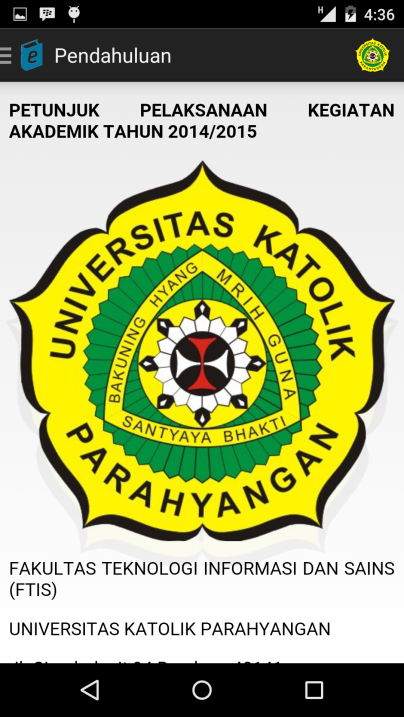 H 4:36
e Pendahuluan
PETUNJUK PELAKSANAAN KEGIATAN
AKADEMIK TAHUN 2014/2015
UNIVERSITAS KATOLIK
BAKUNING HYANG MRIH GUNA
SANTYAYA BHAKTI
PARAHYANGAN
FAKULTAS TEKNOLOGI INFORMASI DAN SAINS
(FTIS)
UNIVERSITAS KATOLIK PARAHYANGAN